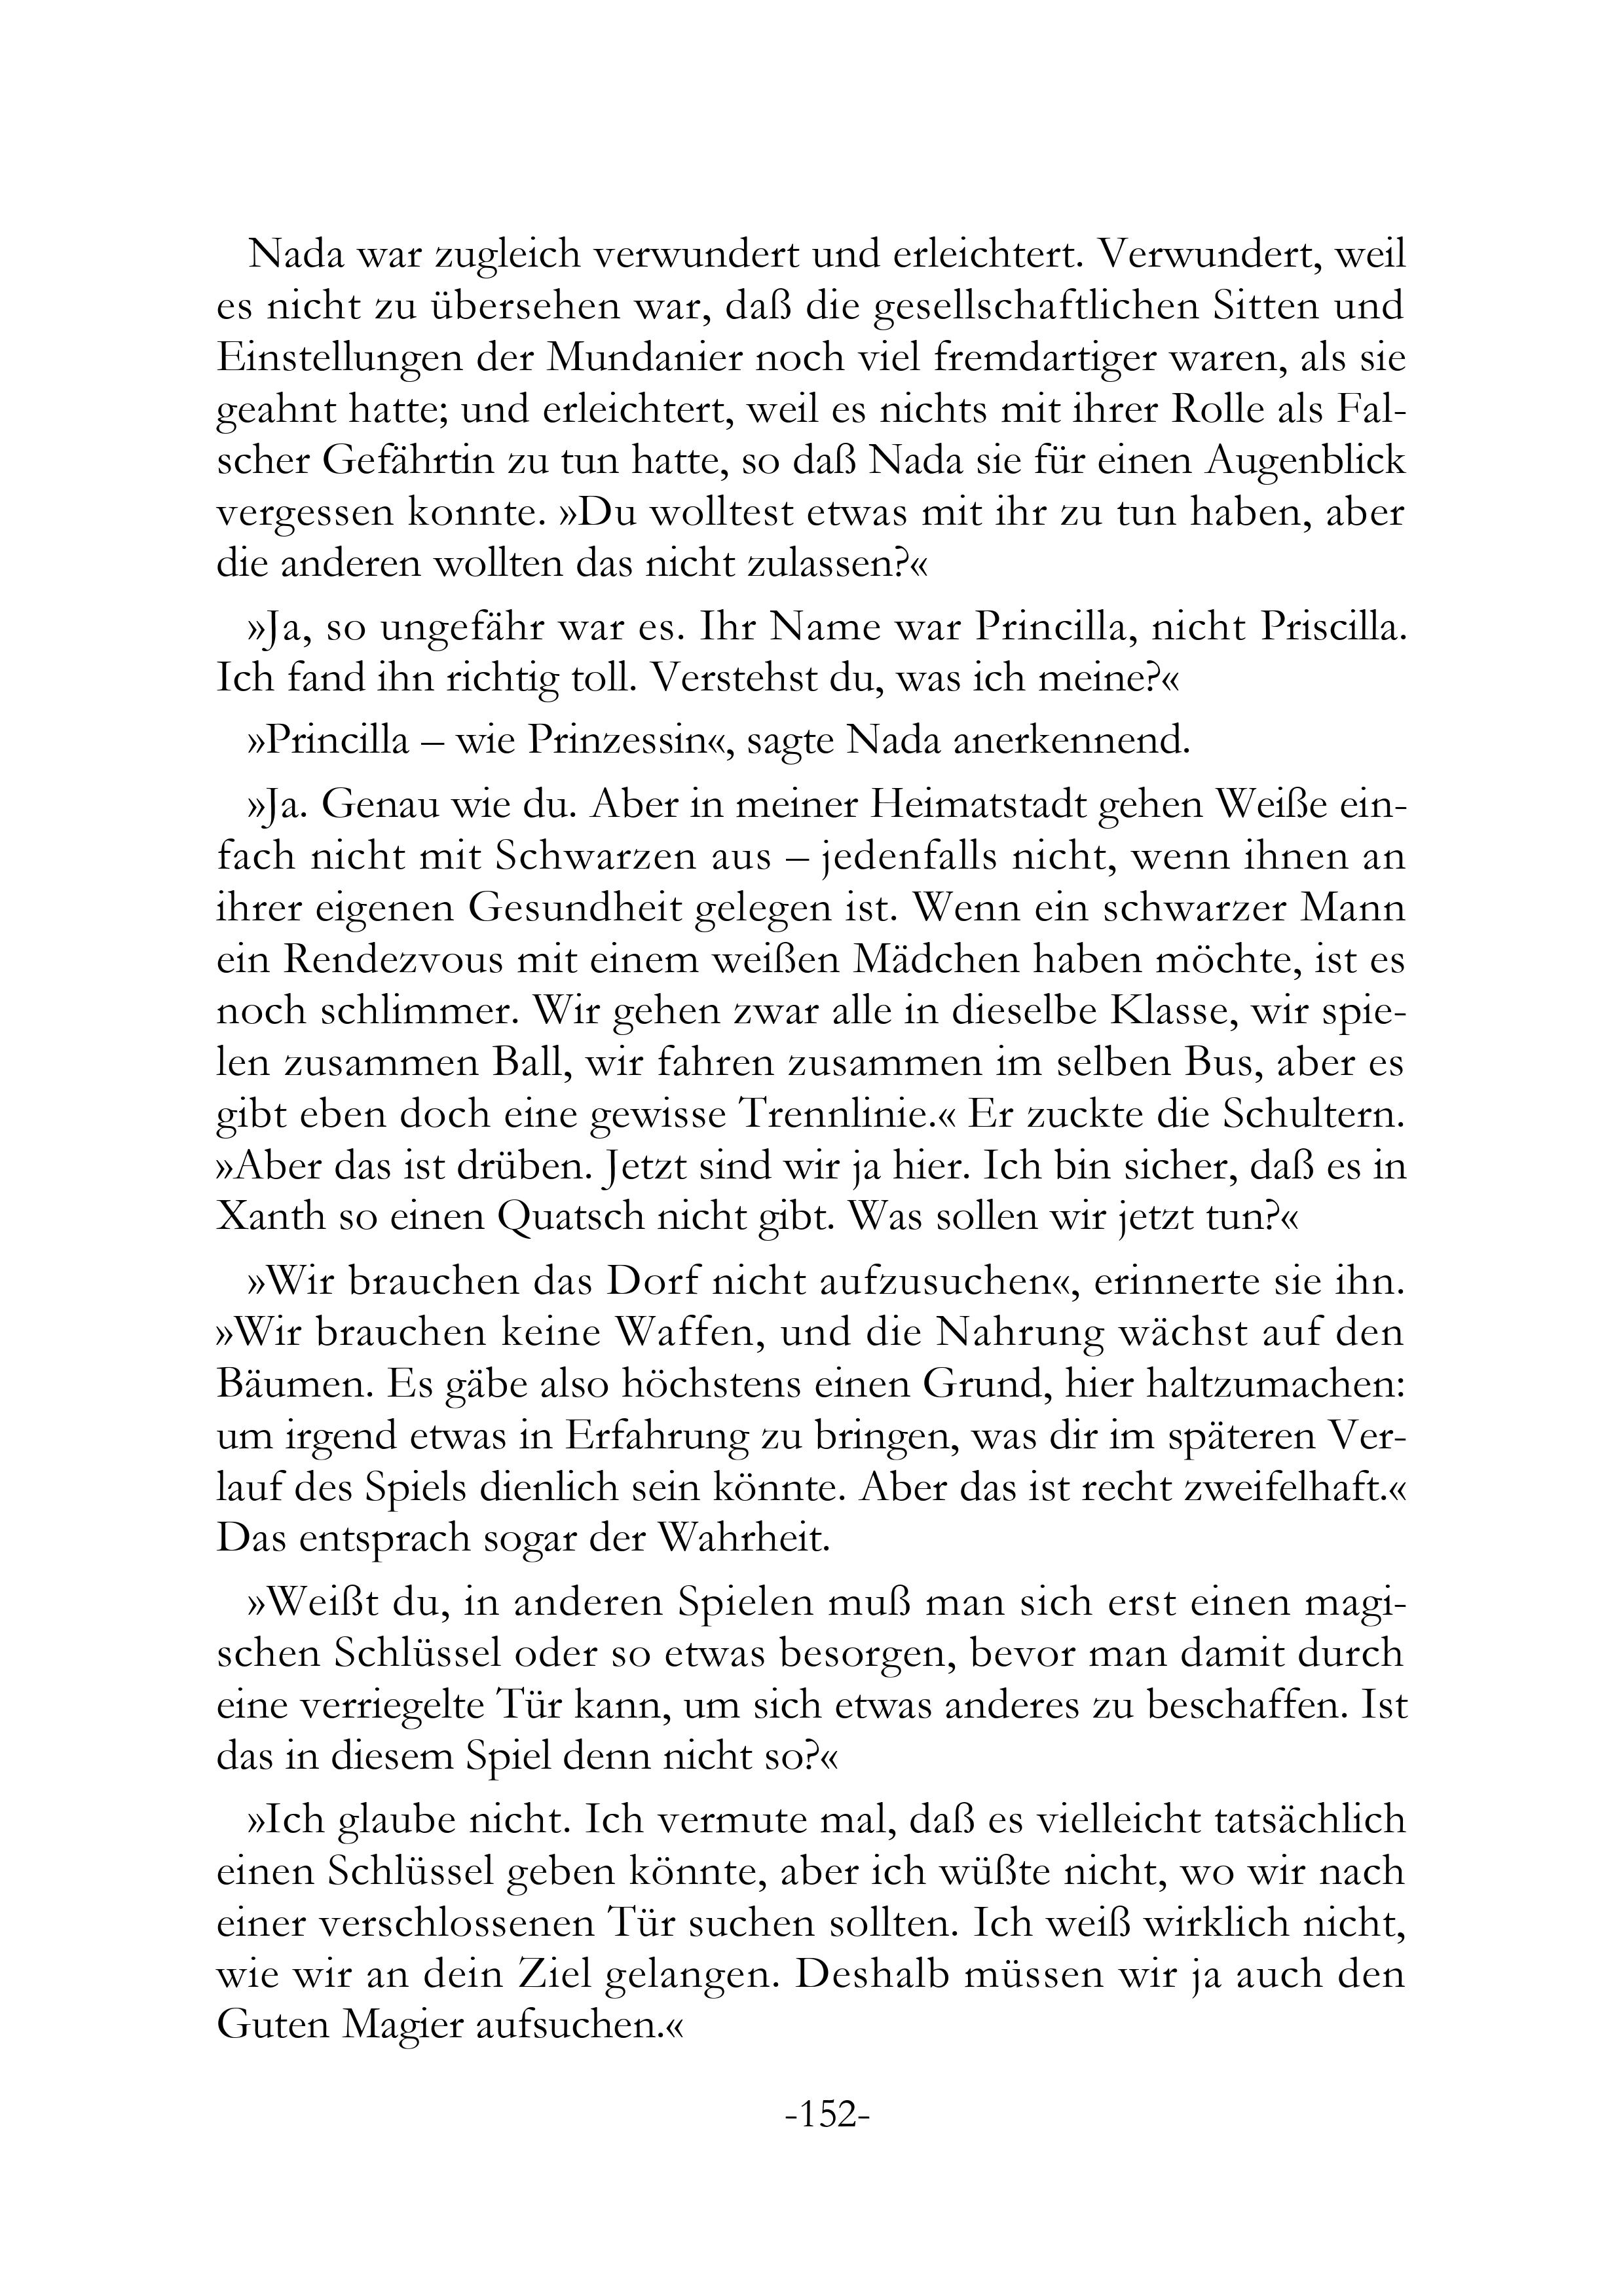 Nada war zugleich verwundert und erleichtert. Verwundert, weil
es nicht zu übersehen war, daß die gesellschaftlichen Sitten und
Einstellungen der Mundanier noch viel fremdartiger waren, als sie
geahnt hatte; und erleichtert, weil es nichts mit ihrer Rolle als Fal-
scher Gefährtin zu tun hatte, so daß Nada sie für einen Augenblick
vergessen konnte. »Du wolltest etwas mit ihr zu tun haben, aber
die anderen wollten das nicht zulassen?«
»Ja, so ungefähr war es. Ihr Name war Princilla, nicht Priscilla.
Ich fand ihn richtig toll. Verstehst du, was ich meine?«
»Princilla – wie Prinzessin«, sagte Nada anerkennend.
»Ja. Genau wie du. Aber in meiner Heimatstadt gehen Weiße ein-
fach nicht mit Schwarzen aus – jedenfalls nicht, wenn ihnen an
ihrer eigenen Gesundheit gelegen ist. Wenn ein schwarzer Mann
ein Rendezvous mit einem weißen Mädchen haben möchte, ist es
noch schlimmer. Wir gehen zwar alle in dieselbe Klasse, wir spie-
len zusammen Ball, wir fahren zusammen im selben Bus, aber es
gibt eben doch eine gewisse Trennlinie.« Er zuckte die Schultern.
»Aber das ist drüben. Jetzt sind wir ja hier. Ich bin sicher, daß es in
Xanth so einen Quatsch nicht gibt. Was sollen wir jetzt tun?«
»Wir brauchen das Dorf nicht aufzusuchen«, erinnerte sie ihn.
»Wir brauchen keine Waffen, und die Nahrung wächst auf den
Bäumen. Es gäbe also höchstens einen Grund, hier haltzumachen:
um irgend etwas in Erfahrung zu bringen, was dir im späteren Ver-
lauf des Spiels dienlich sein könnte. Aber das ist recht zweifelhaft.«
Das entsprach sogar der Wahrheit.
»Weißt du, in anderen Spielen muß man sich erst einen magi-
schen Schlüssel oder so etwas besorgen, bevor man damit durch
eine verriegelte Tür kann, um sich etwas anderes zu beschaffen. Ist
das in diesem Spiel denn nicht so?«
»Ich glaube nicht. Ich vermute mal, daß es vielleicht tatsächlich
einen Schlüssel geben könnte, aber ich wüßte nicht, wo wir nach
einer verschlossenen Tür suchen sollten. Ich weiß wirklich nicht,
wie wir an dein Ziel gelangen. Deshalb müssen wir ja auch den
Guten Magier aufsuchen.«
-152-